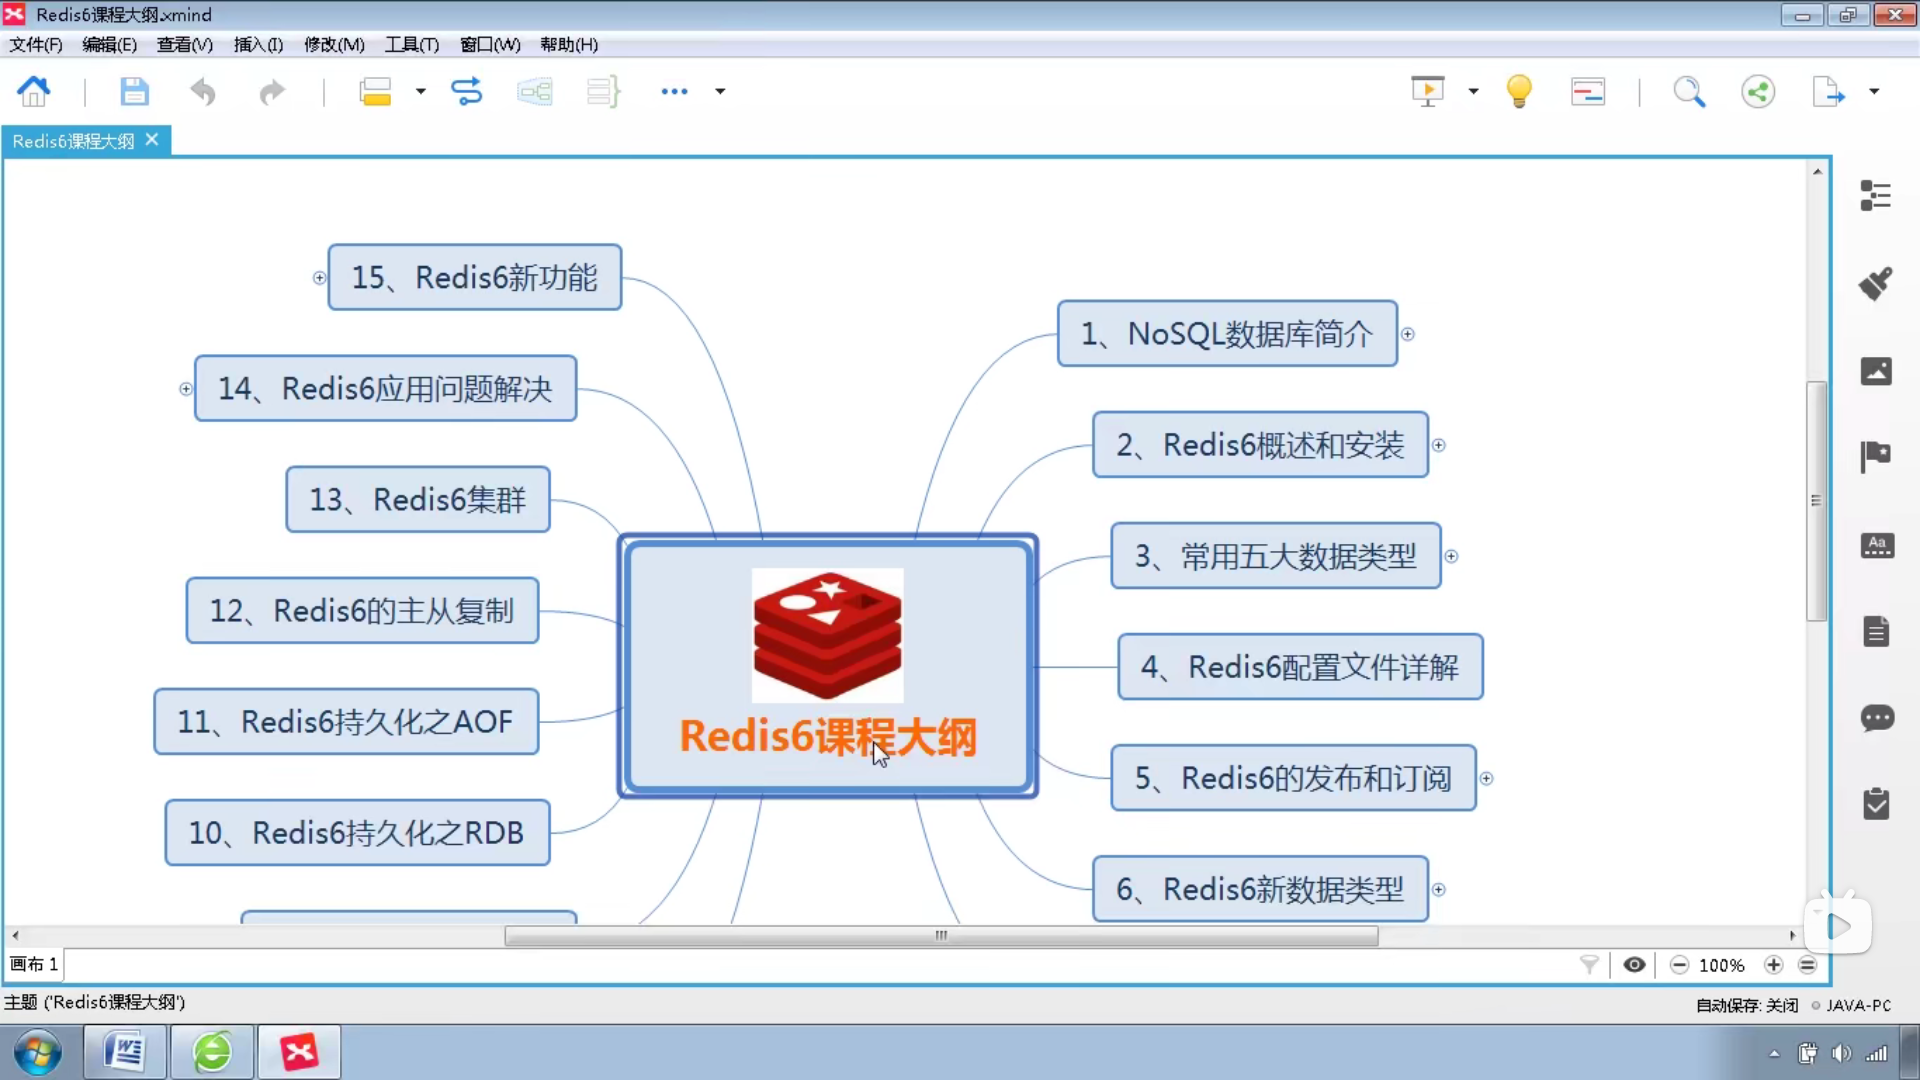 Redis6课程大纲.xmind
文件(F) 编辑(E) 查看(V) 插入(I) 修改(M) 工具(T) 窗口(W) 帮助(H)
Redis6课程大纲
15、Redis6新功能
14、Redis6应用问题解决
13、Redis6集群
12、Redis6的主从复制
11、Redis6持久化之AOF
10、Redis6持久化之RDB
Redis6课程大纲
1、NoSQL数据库简介
2、Redis6概述和安装
3、常用五大数据类型
4、Redis6配置文件详解
5、Redis6的发布和订阅
6、Redis6新数据类型
Aa
画布 1
100%
主题 ('Redis6课程大纲')
自动保存: 关闭
JAVA-PC